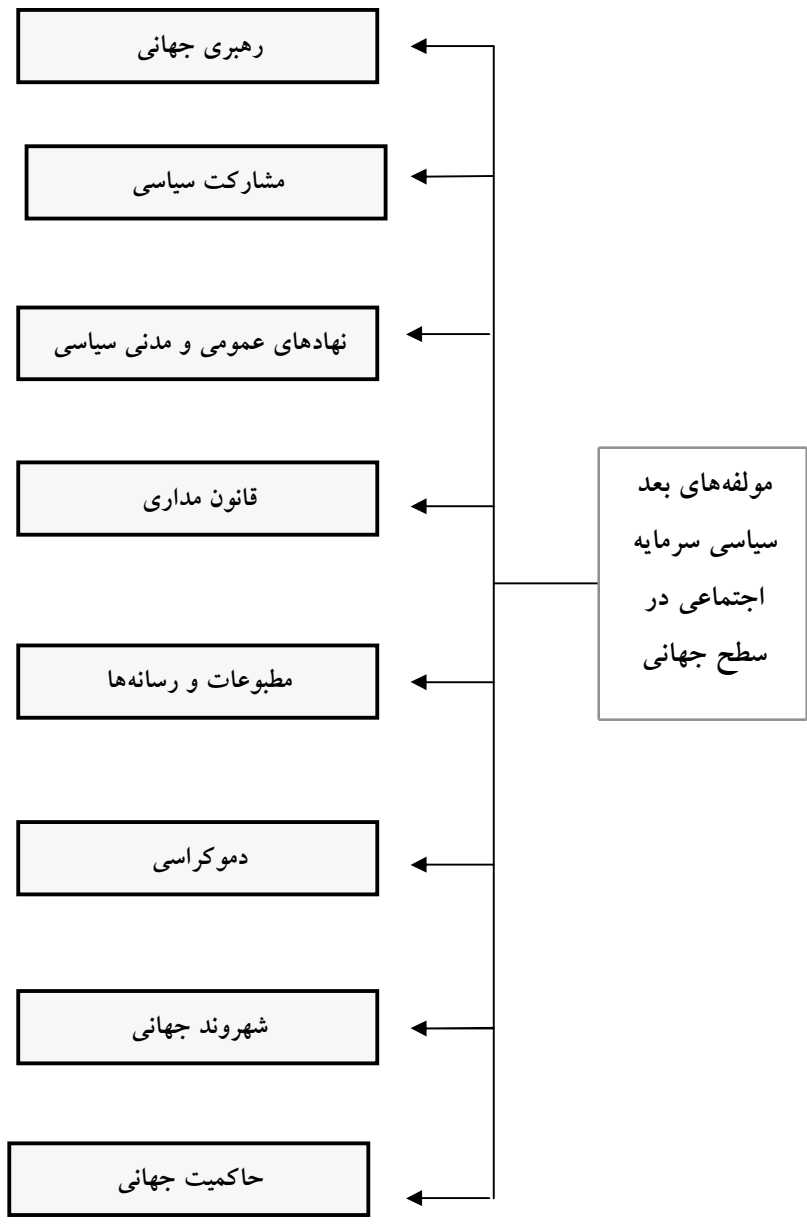 رهبری جهانی
مشارکت سیاسی
نهادهای عمومی و مدنی سیاسی
قانون مداری
مولفه‌های بعد
سیاسی سرمایه
اجتماعی در
سطح جهانی
مطبوعات و رسانه‌ها
دموکراسی
شهروند جهانی
حاکمیت جهانی